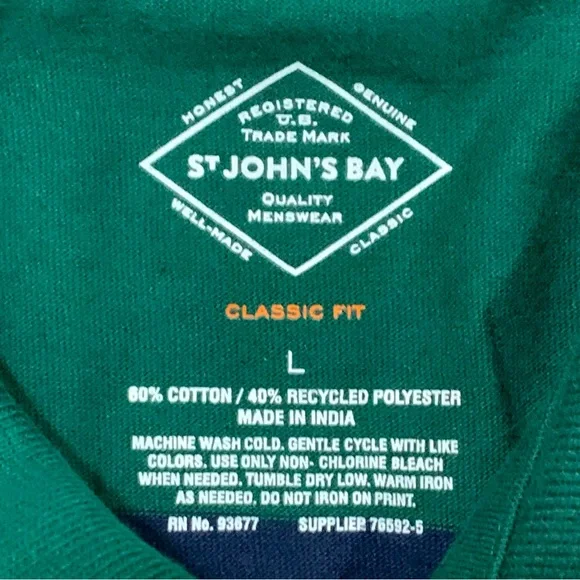 HONEST
GENUINE
REGISTERED
U.S.
TRADE MARK
ST JOHN'S BAY
QUALITY
MENSWEAR
WELL-MADE
CLASSIC
CLASSIC FIT
L
60% COTTON / 40% RECYCLED POLYESTER
MADE IN INDIA
MACHINE WASH COLD. GENTLE CYCLE WITH LIKE
COLORS. USE ONLY NON- CHLORINE BLEACH
WHEN NEEDED. TUMBLE DRY LOW. WARM IRON
AS NEEDED. DO NOT IRON ON PRINT.
RN No. 93677 SUPPLIER 76592-5